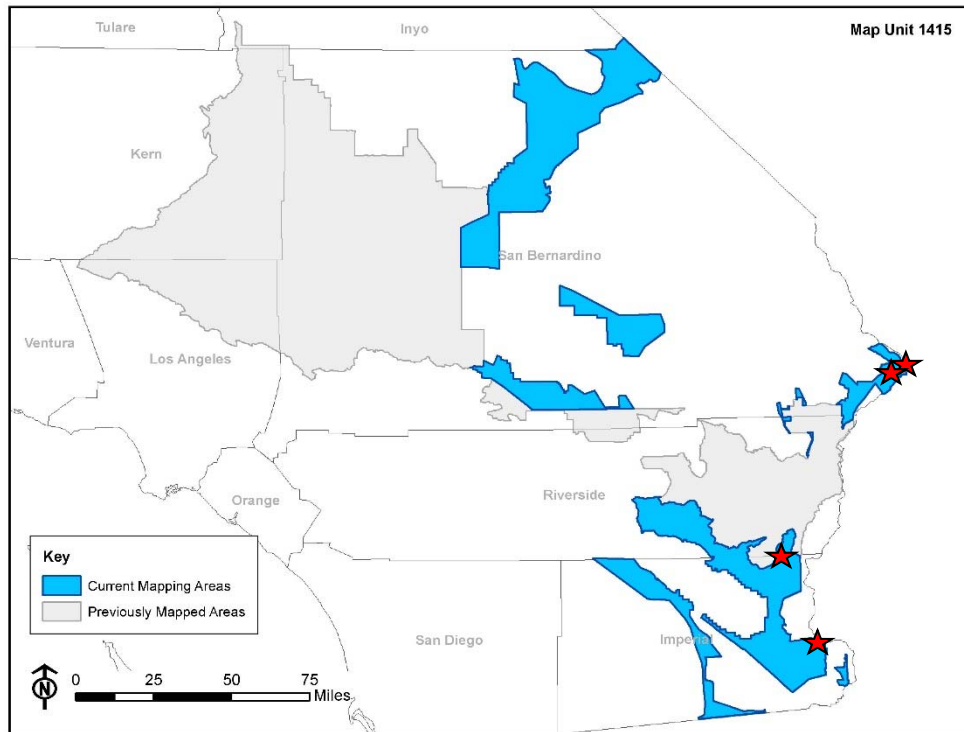 Tulare
Inyo
Map Unit 1415
Kern
San Bernardino
Ventura
Los Angeles
Orange
Riverside
Key
Current Mapping Areas
Previously Mapped Areas
San Diego
Imperial
N
0 25 50 75
Miles